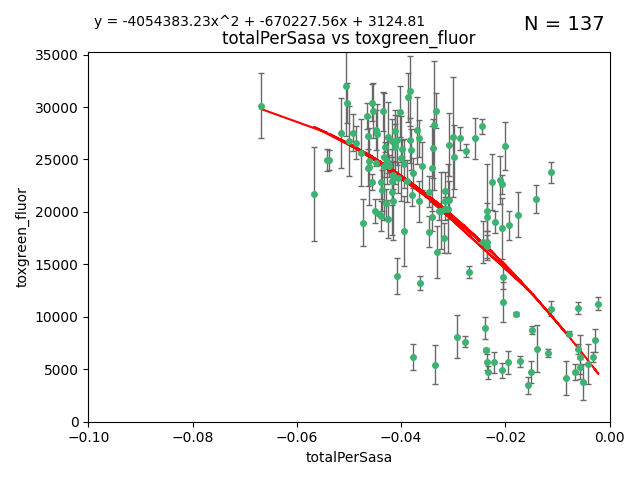 y = -4054383.23x^2 + -670227.56x + 3124.81
N = 137
totalPerSasa vs toxgreen_fluor
35000
30000
25000
20000
15000
10000
5000
0
toxgreen_fluor
−0.10 −0.08 −0.06 −0.04 −0.02 0.00
totalPerSasa